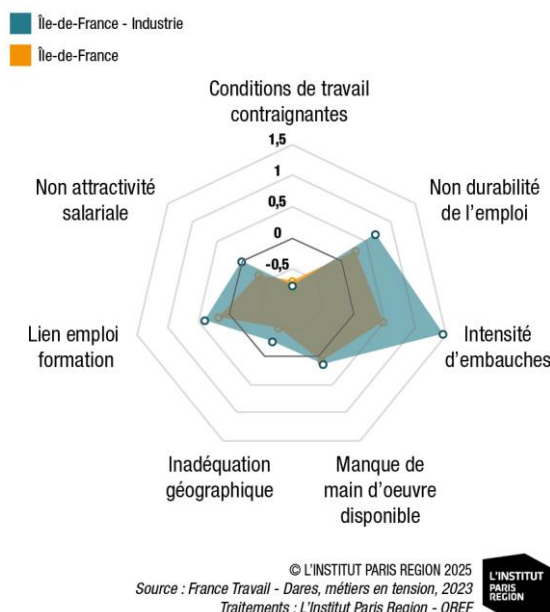 Île-de-France - Industrie
Île-de-France
Conditions de travail
contraignantes
1,5
1
0,5
0
-0,5
Non attractivité
salariale
Non durabilité
de l'emploi
Lien emploi
formation
Intensité
d'embauches
Inadéquation
géographique
Manque de
main d'oeuvre
disponible
© L'INSTITUT PARIS REGION 2025
Source : France Travail - Dares, métiers en tension, 2023
Traitements : L'Institut Paris Region - OREF
L'INSTITUT
PARIS
REGION